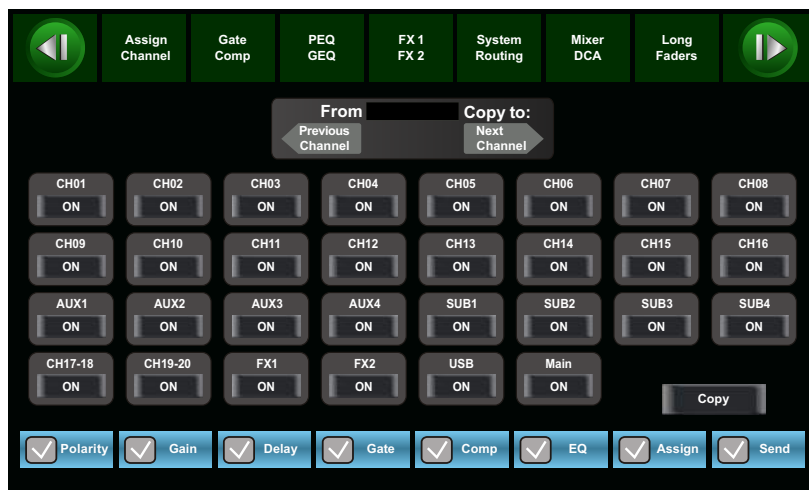 Assign Gate PEQ FX 1 System Mixer Long
Channel Comp GEQ FX 2 Routing DCA Faders
From Copy to:
Previous Next
Channel Channel
CH01 CH02 CH03 CH04 CH05 CH06 CH07 CH08
ON ON ON ON ON ON ON ON
CH09 CH10 CH11 CH12 CH13 CH14 CH15 CH16
ON ON ON ON ON ON ON ON
AUX1 AUX2 AUX3 AUX4 SUB1 SUB2 SUB3 SUB4
ON ON ON ON ON ON ON ON
CH17-18 CH19-20 FX1 FX2 USB Main
ON ON ON ON ON ON
Copy
Polarity Gain Delay Gate Comp EQ Assign Send